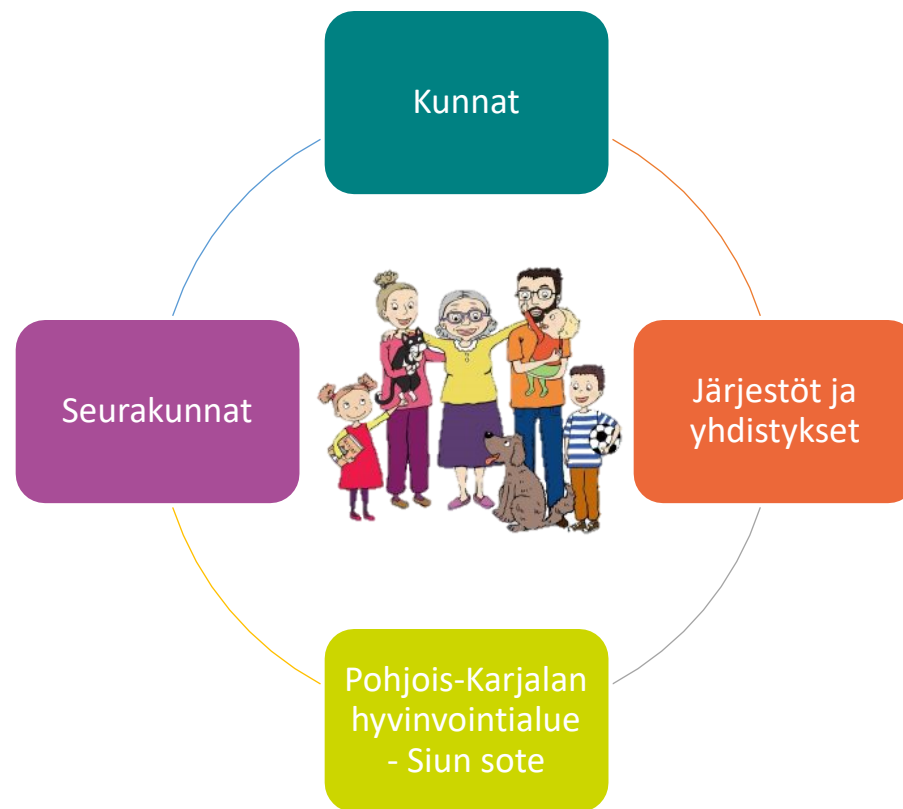 Kunnat
Seurakunnat
Järjestöt ja
yhdistykset
Pohjois-Karjalan
hyvinvointialue
- Siun sote